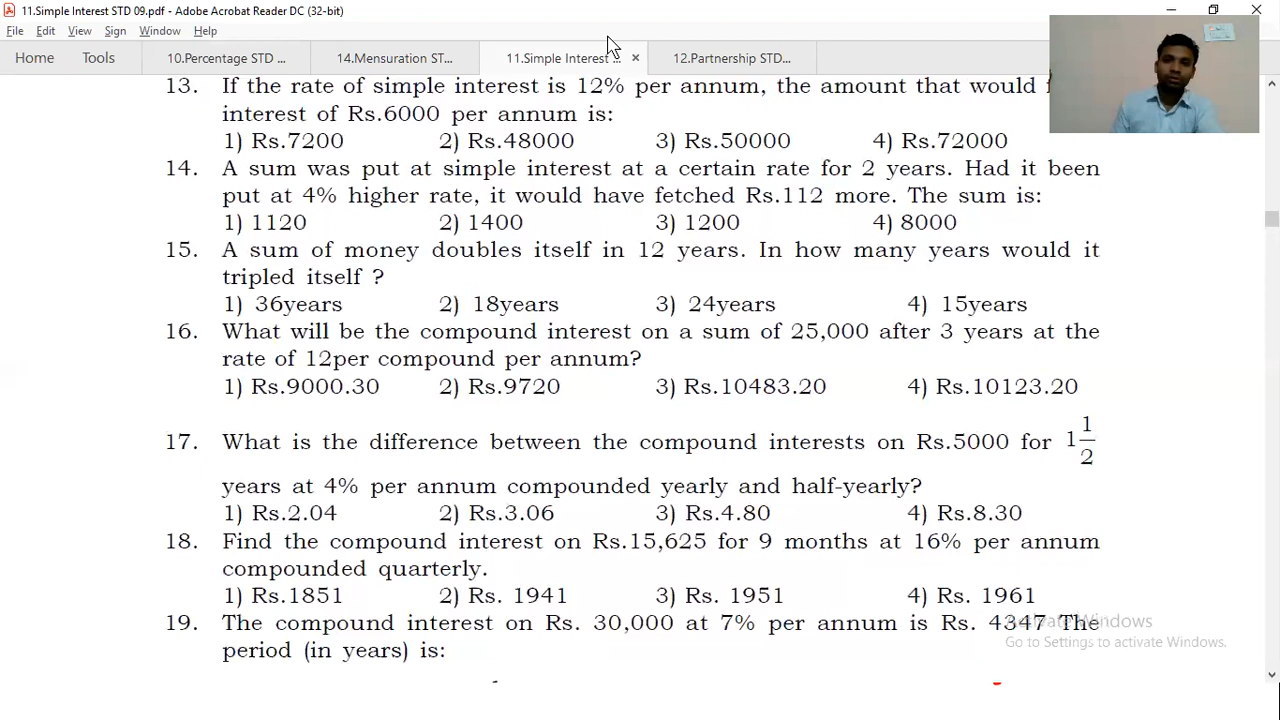 11.Simple Interest STD 09.pdf - Adobe Acrobat Reader DC (32-bit)
File Edit View Sign Window Help
Home Tools 10.Percentage STD ... 14.Mensuration ST... 11.Simple Interest ... × 12.Partnership STD...
13. If the rate of simple interest is 12% per annum, the amount that would
interest of Rs.6000 per annum is:
1) Rs.7200 2) Rs.48000 3) Rs.50000 4) Rs.72000
14. A sum was put at simple interest at a certain rate for 2 years. Had it been
put at 4% higher rate, it would have fetched Rs.112 more. The sum is:
1) 1120 2) 1400 3) 1200 4) 8000
15. A sum of money doubles itself in 12 years. In how many years would it
tripled itself ?
1) 36years 2) 18years 3) 24years 4) 15years
16. What will be the compound interest on a sum of 25,000 after 3 years at the
rate of 12per compound per annum?
1) Rs.9000.30 2) Rs.9720 3) Rs.10483.20 4) Rs.10123.20
17. What is the difference between the compound interests on Rs.5000 for 1 1/2
years at 4% per annum compounded yearly and half-yearly?
1) Rs.2.04 2) Rs.3.06 3) Rs.4.80 4) Rs.8.30
18. Find the compound interest on Rs.15,625 for 9 months at 16% per annum
compounded quarterly.
1) Rs.1851 2) Rs. 1941 3) Rs. 1951 4) Rs. 1961
19. The compound interest on Rs. 30,000 at 7% per annum is Rs. 4347 The
period (in years) is:
Activate Windows
Go to Settings to activate Windows.